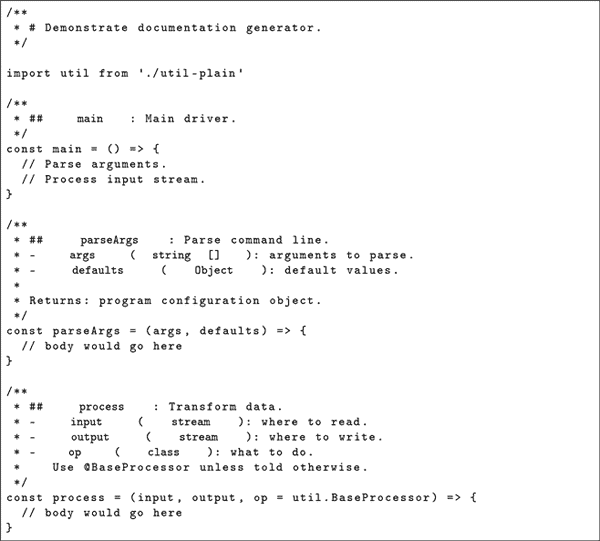 /**
 * # Demonstrate documentation generator.
 */

import util from './util-plain'

/**
 * ## main : Main driver.
 */
const main = () => {
  // Parse arguments.
  // Process input stream.
}

/**
 * ## parseArgs : Parse command line.
 * - args ( string [] ): arguments to parse.
 * - defaults ( Object ): default values.
 *
 * Returns: program configuration object.
 */
const parseArgs = (args, defaults) => {
  // body would go here
}

/**
 * ## process : Transform data.
 * - input ( stream ): where to read.
 * - output ( stream ): where to write.
 * - op ( class ): what to do.
 *   Use @BaseProcessor unless told otherwise.
 */
const process = (input, output, op = util.BaseProcessor) => {
  // body would go here
}